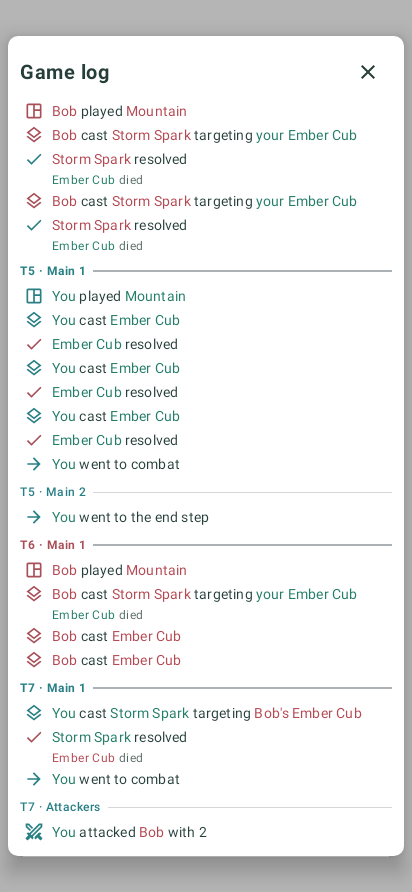 Game log
Bob played Mountain
Bob cast Storm Spark targeting your Ember Cub
Storm Spark resolved
Ember Cub died
Bob cast Storm Spark targeting your Ember Cub
Storm Spark resolved
Ember Cub died
T5 · Main 1
You played Mountain
You cast Ember Cub
Ember Cub resolved
You cast Ember Cub
Ember Cub resolved
You cast Ember Cub
Ember Cub resolved
You went to combat
T5 · Main 2
You went to the end step
T6 · Main 1
Bob played Mountain
Bob cast Storm Spark targeting your Ember Cub
Ember Cub died
Bob cast Ember Cub
Bob cast Ember Cub
T7 · Main 1
You cast Storm Spark targeting Bob's Ember Cub
Storm Spark resolved
Ember Cub died
You went to combat
T7 · Attackers
You attacked Bob with 2